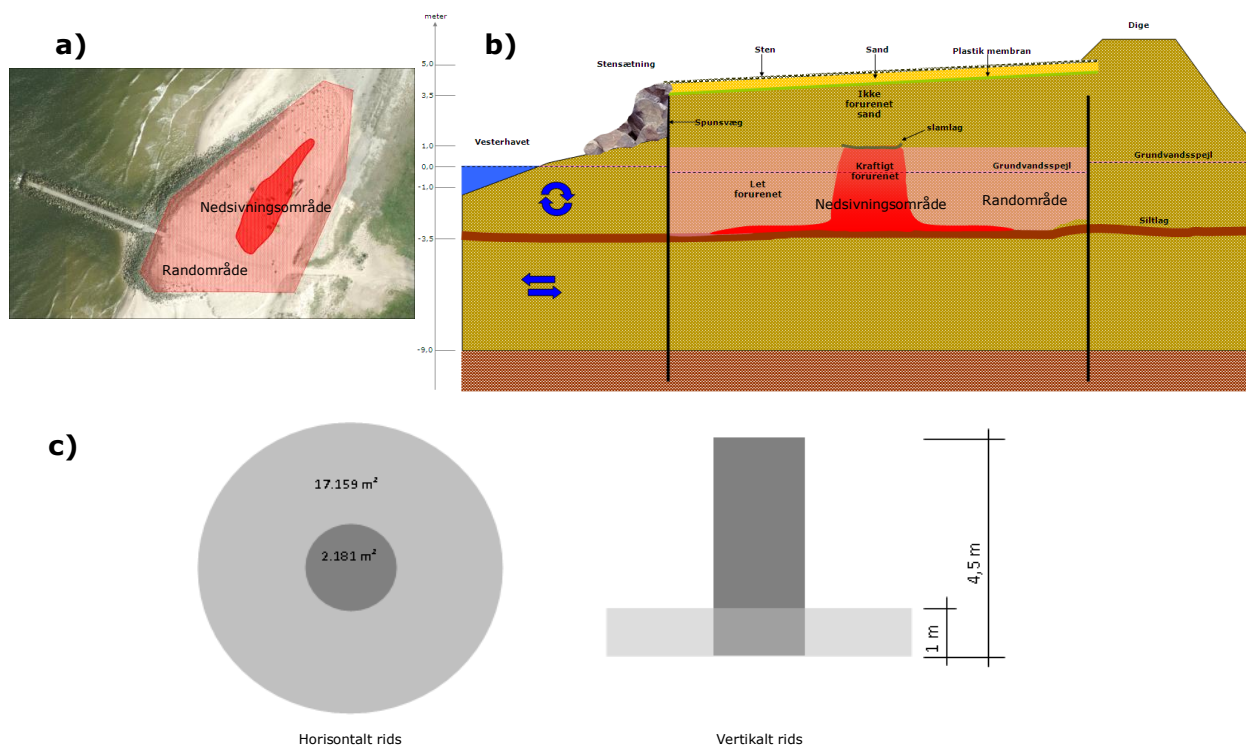 a)
Nedsivningsområde
Randområde
b)
meter
5.0
3.5
1.0
0.0
-1.0
-3.5
-9.0
Dige
Sten
Sand
Plastik membran
Stensætning
Ikke
forurenet
sand
Spunsvæg
slamlag
Vesterhavet
Grundvandsspejl
Grundvandsspejl
Kraftigt
forurenet
Let
forurenet
Nedsivningsområde
Randområde
Siltlag
c)
17.159 m²
2.181 m²
4,5 m
1 m
Horisontalt rids
Vertikalt rids